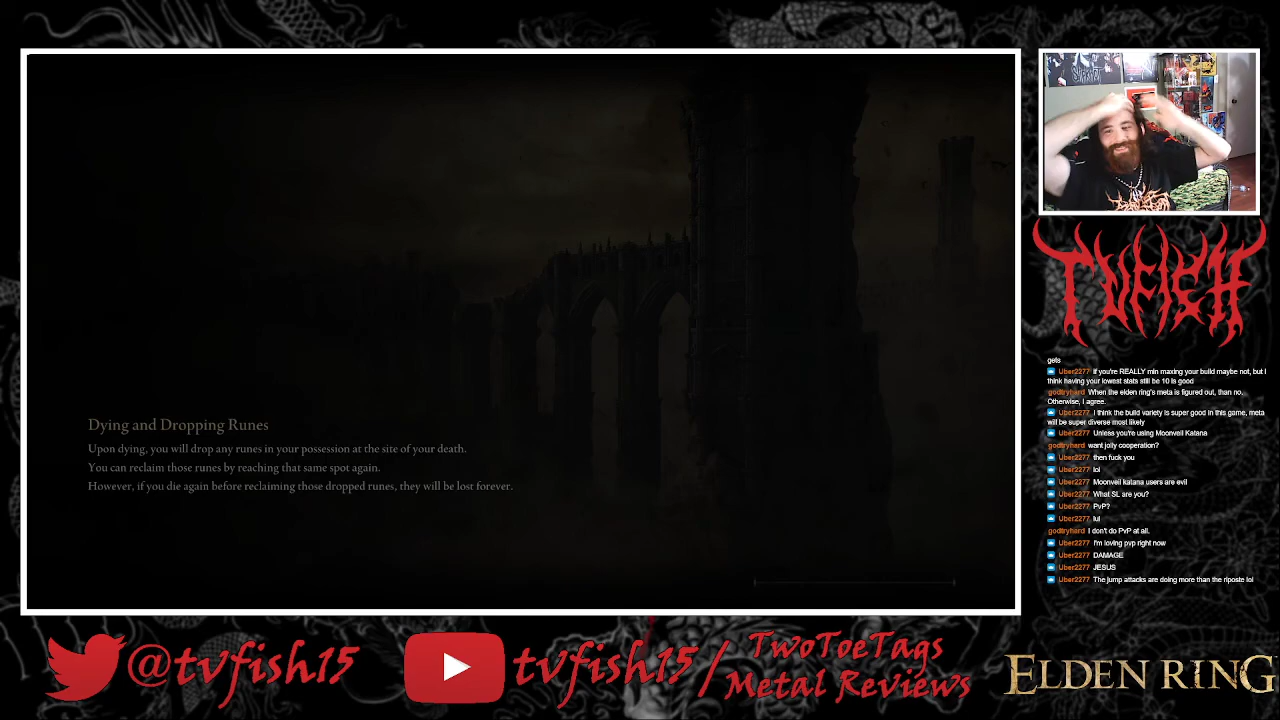 Dying and Dropping Runes
Upon dying, you will drop any runes in your possession at the site of your death.
You can reclaim those runes by reaching that same spot again.
However, if you die again before reclaiming those dropped runes, they will be lost forever.
TVFISH
gets
Uber2277 If you're REALLY min maxing your build maybe not, but I
think having your lowest stats still be 10 is good
godtryhard When the elden ring's meta is figured out, than no.
Otherwise, I agree.
Uber2277 I think the build variety is super good in this game, meta
will be super diverse most likely
Uber2277 Unless you're using Moonveil Katana
godtryhard want jolly cooperation?
Uber2277 then fuck you
Uber2277 lol
Uber2277 Moonveil katana users are evil
Uber2277 What SL are you?
Uber2277 PvP?
Uber2277 lul
godtryhard I don't do PvP at all.
Uber2277 I'm loving pvp right now
Uber2277 DAMAGE
Uber2277 JESUS
Uber2277 The jump attacks are doing more than the riposte lol
@tvfish15
tvfish15 / TwoToeTags
Metal Reviews
ELDEN RING